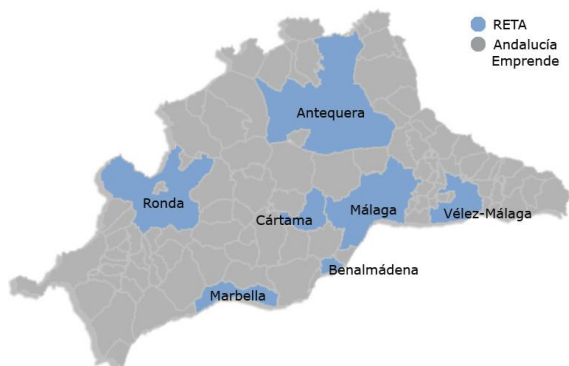 RETA
Andalucía
Emprende
Antequera
Ronda
Cártama
Málaga
Vélez-Málaga
Benalmádena
Marbella